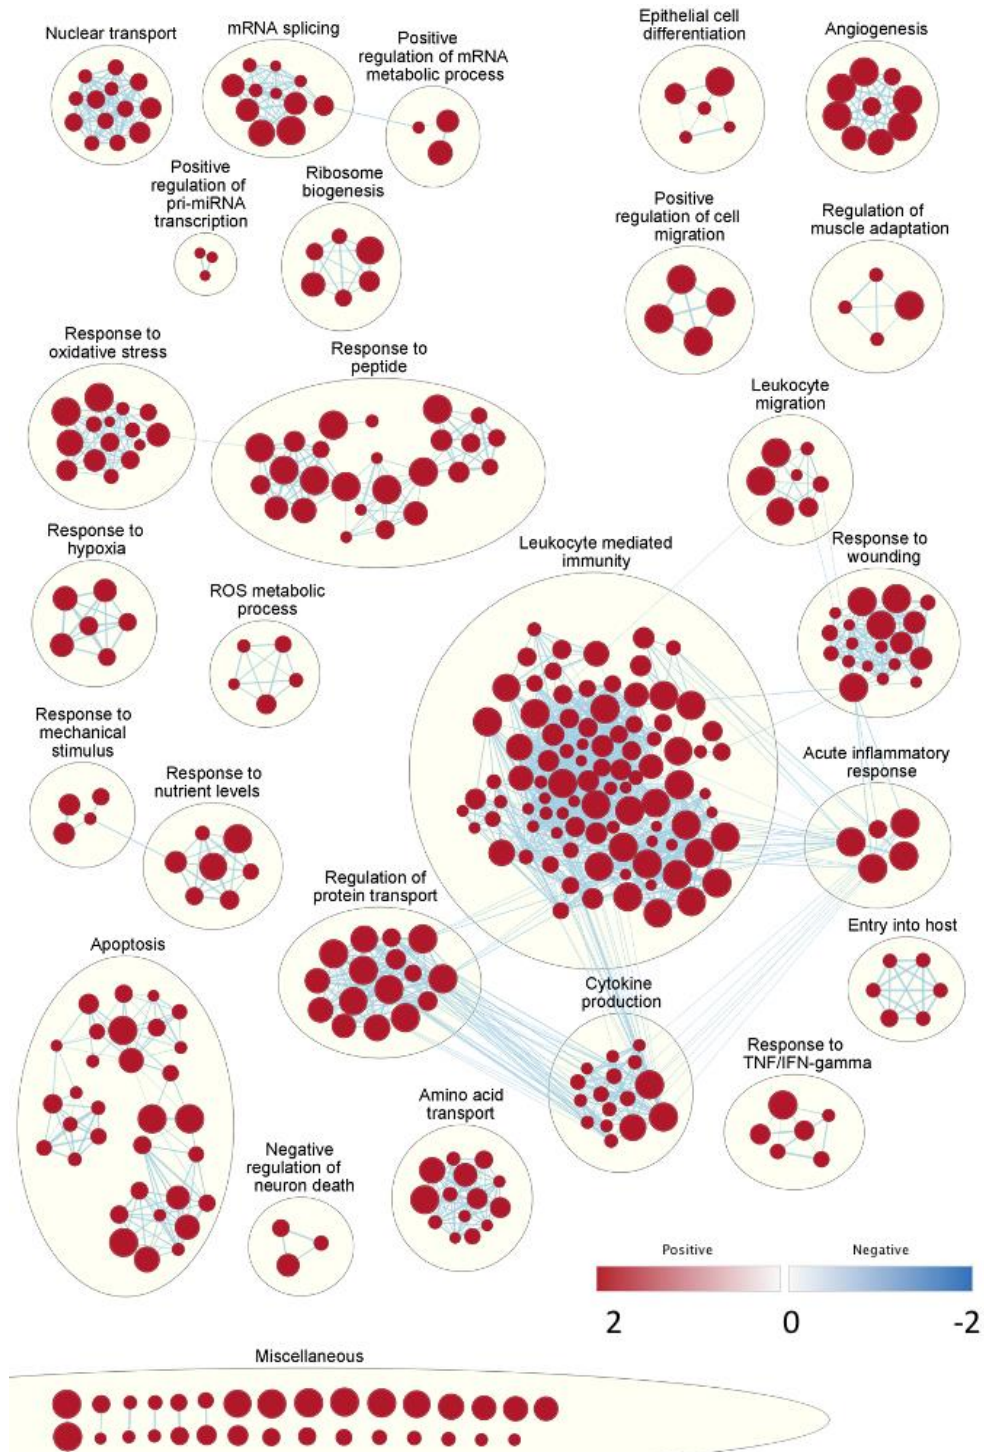 Nuclear transport
mRNA splicing
Positive
regulation of mRNA
metabolic process
Epithelial cell
differentiation
Angiogenesis
Positive
regulation of
pri-miRNA
transcription
Ribosome
biogenesis
Positive
regulation of cell
migration
Regulation of
muscle adaptation
Response to
oxidative stress
Response to
peptide
Leukocyte
migration
Response to
hypoxia
ROS metabolic
process
Leukocyte mediated
immunity
Response to
wounding
Response to
mechanical
stimulus
Response to
nutrient levels
Acute inflammatory
response
Regulation of
protein transport
Entry into host
Apoptosis
Cytokine
production
Response to
TNF/IFN-gamma
Amino acid
transport
Negative
regulation of
neuron death
Positive
Negative
2
0
-2
Miscellaneous